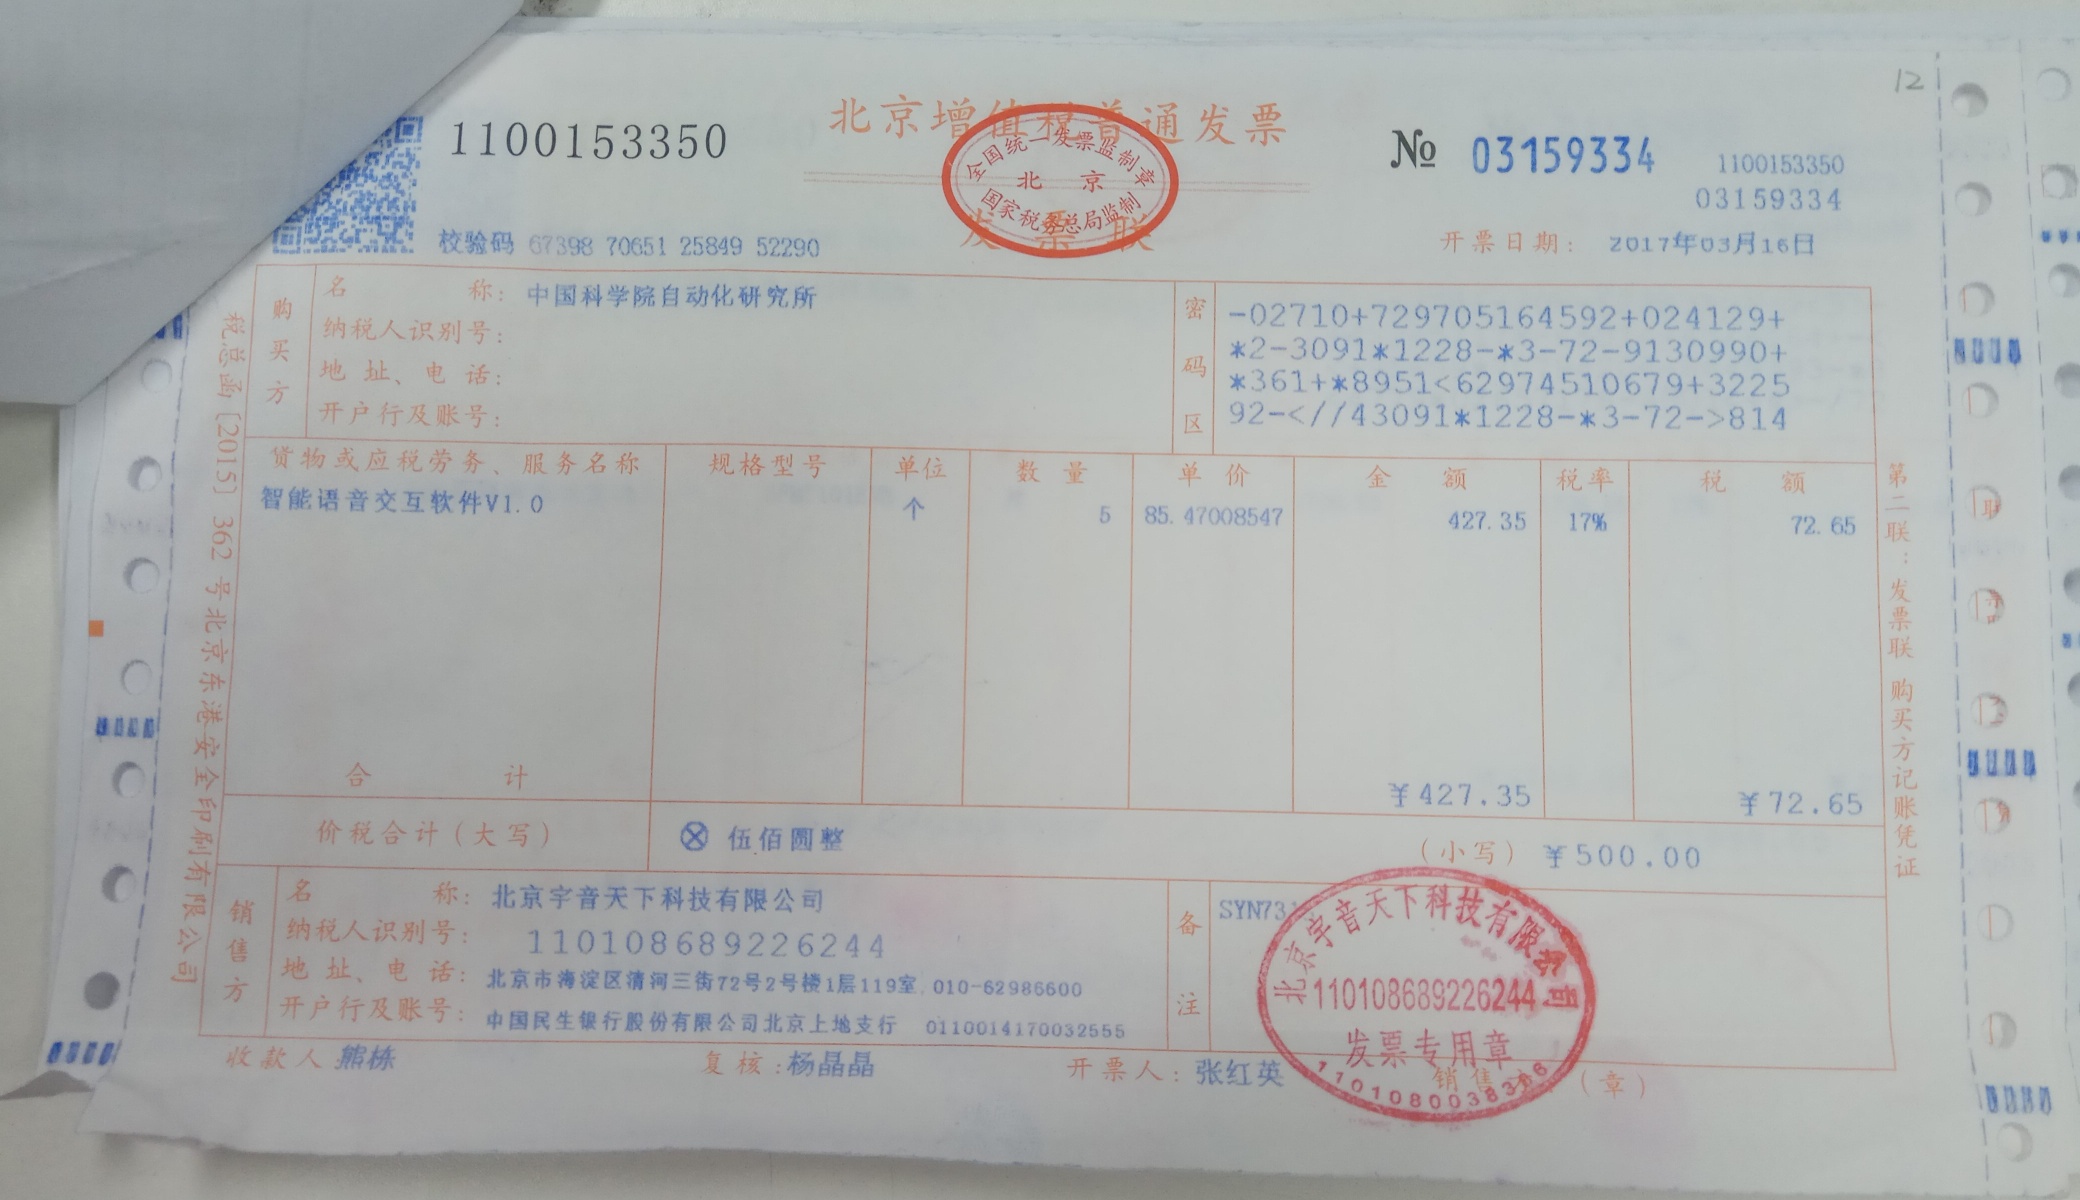 12
1100153350
北京增值税普通发票
№ 03159334
1100153350
03159334
全国统一发票监制章
北京
国家税务总局监制
发票联
校验码 67398 70651 25849 52290
开票日期: 2017年03月16日
税总函〔2015〕362号北京东港安全印刷有限公司
购买方
名称: 中国科学院自动化研究所
纳税人识别号:
地址、电话:
开户行及账号:
密码区
-02710+729705164592+024129+
*2-3091*1228-*3-72-9130990+
*361+*8951<62974510679+3225
92-<//43091*1228-*3-72->814
货物或应税劳务、服务名称 规格型号 单位 数量 单价 金额 税率 税额
智能语音交互软件V1.0 个 5 85.47008547 427.35 17% 72.65
合计 ¥427.35 ¥72.65
价税合计(大写) ⊗ 伍佰圆整 (小写) ¥500.00
第二联:发票联 购买方记账凭证
销售方
名称: 北京宇音天下科技有限公司
纳税人识别号: 110108689226244
地址、电话: 北京市海淀区清河三街72号2号楼1层119室 010-62986600
开户行及账号: 中国民生银行股份有限公司北京上地支行 0110014170032555
备注
SYN73
北京宇音天下科技有限公司
110108689226244
发票专用章
收款人 熊栋 复核:杨晶晶 开票人: 张红英 销售 (章)